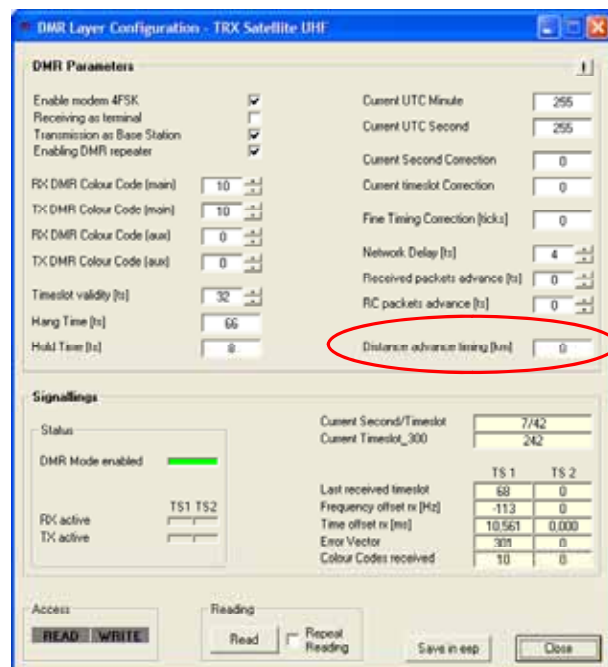 DMR Layer Configuration - TRX Satellite UHF
DMR Parameters
Enable modem 4FSK
Receiving as terminal
Transmission as Base Station
Enabling DMR repeater
RX DMR Colour Code (main) 10
TX DMR Colour Code (main) 10
RX DMR Colour Code (aux) 0
TX DMR Colour Code (aux) 0
Timeslot validity [ts] 32
Hang Time [ts] 66
Hold Time [ts] 8
Current UTC Minute 255
Current UTC Second 255
Current Second Correction 0
Current timeslot Correction 0
Fine Timing Correction [ticks] 0
Network Delay [ts] 4
Received packets advance [ts] 0
RC packets advance [ts] 0
Distance advance timing [km] 0
Signallings
Status
DMR Mode enabled
TS1 TS2
RX active
TX active
Current Second/Timeslot 7/42
Current Timeslot_300 242
TS 1 TS 2
Last received timeslot 68 0
Frequency offset rx [Hz] -113 0
Time offset rx [ms] 10,561 0,000
Error Vector 301 0
Colour Codes received 10 0
Access
READ WRITE
Reading
Read
Repeat
Reading
Save in eep
Close